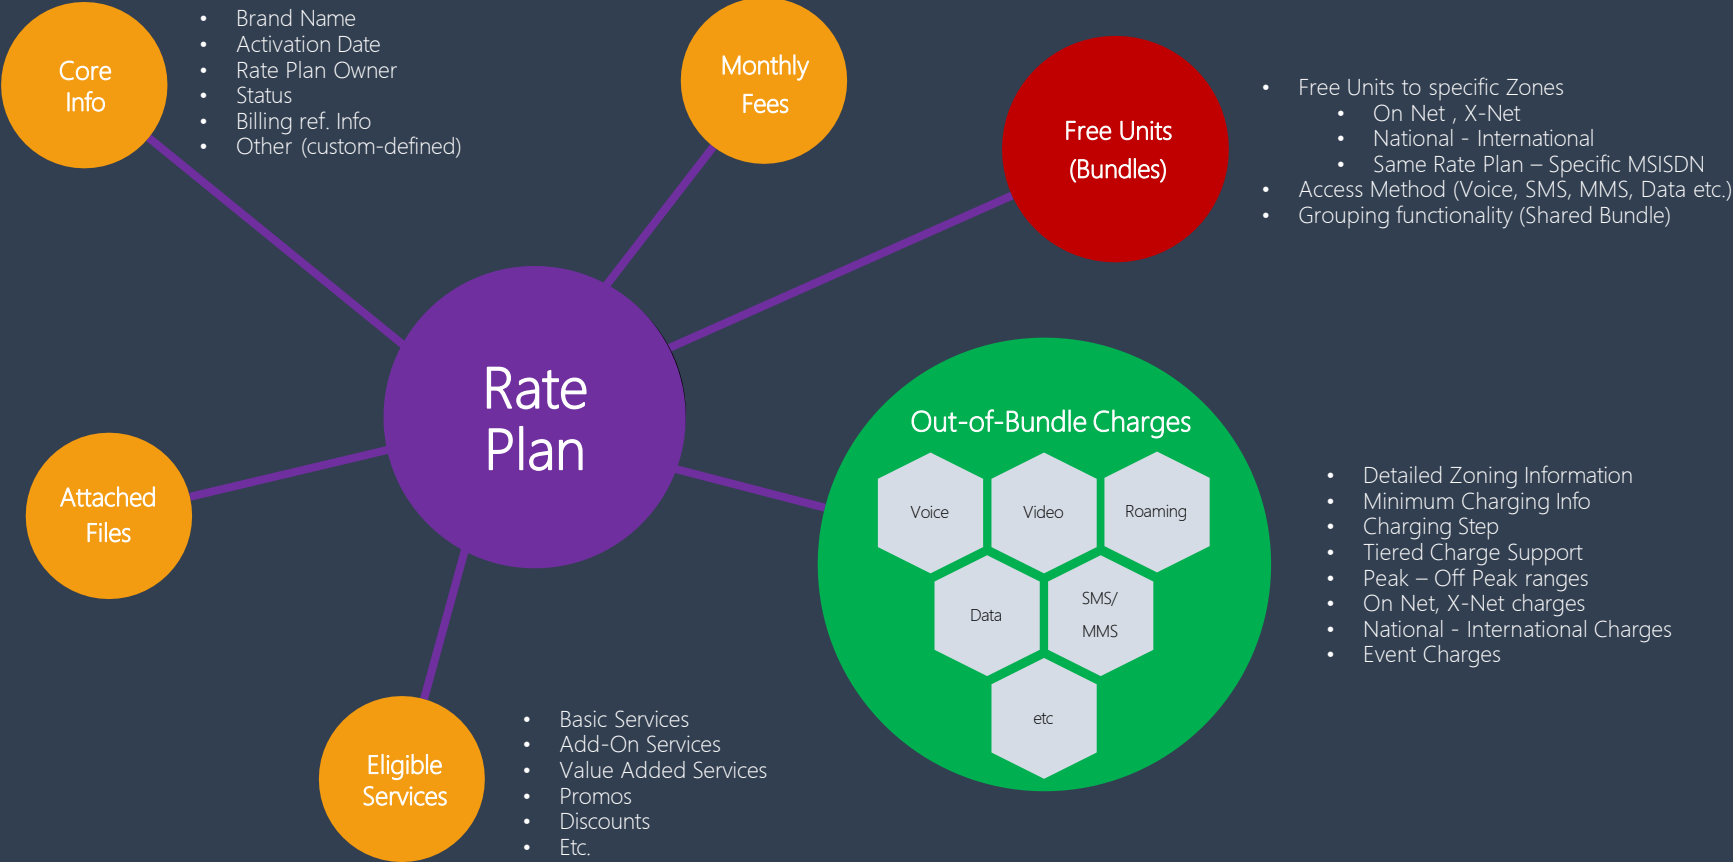 Core
Info
• Brand Name
• Activation Date
• Rate Plan Owner
• Status
• Billing ref. Info
• Other (custom-defined)
Monthly
Fees
Free Units
(Bundles)
• Free Units to specific Zones
• On Net , X-Net
• National - International
• Same Rate Plan – Specific MSISDN
• Access Method (Voice, SMS, MMS, Data etc.)
• Grouping functionality (Shared Bundle)
Rate
Plan
Out-of-Bundle Charges
Voice
Video
Roaming
Data
SMS/
MMS
etc
• Detailed Zoning Information
• Minimum Charging Info
• Charging Step
• Tiered Charge Support
• Peak – Off Peak ranges
• On Net, X-Net charges
• National - International Charges
• Event Charges
Attached
Files
Eligible
Services
• Basic Services
• Add-On Services
• Value Added Services
• Promos
• Discounts
• Etc.